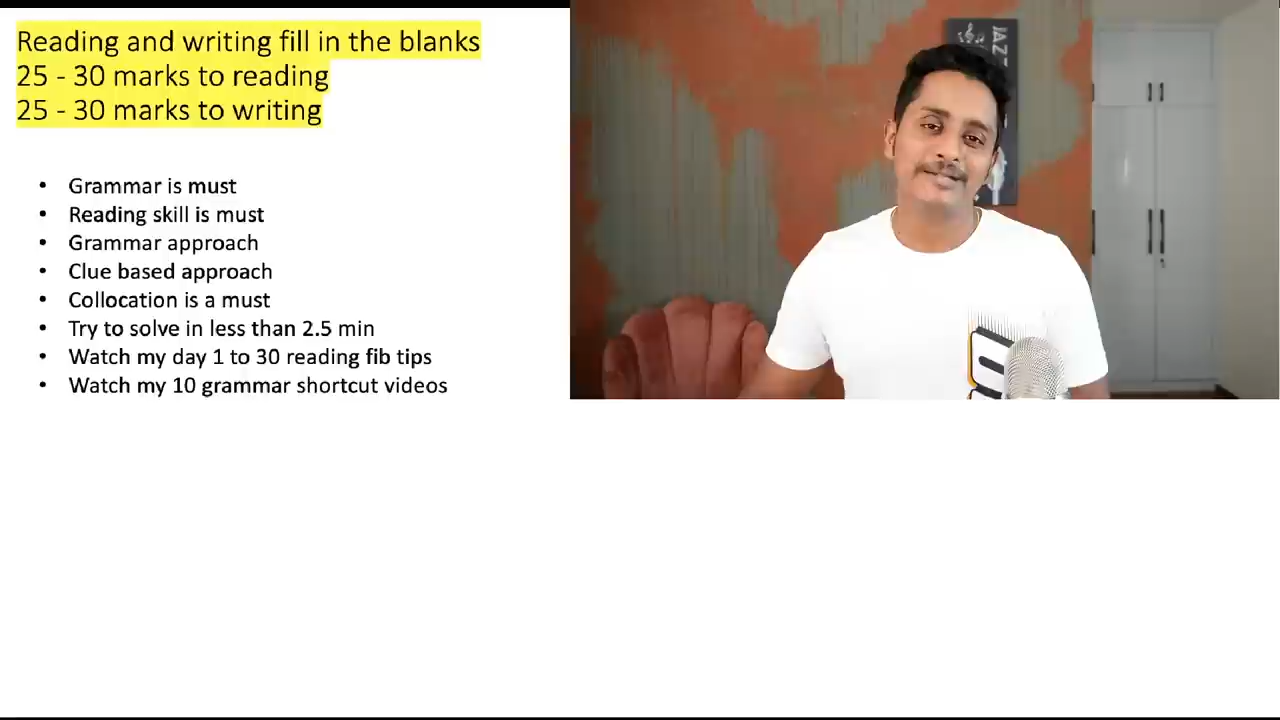 Reading and writing fill in the blanks
25 - 30 marks to reading
25 - 30 marks to writing
• Grammar is must
• Reading skill is must
• Grammar approach
• Clue based approach
• Collocation is a must
• Try to solve in less than 2.5 min
• Watch my day 1 to 30 reading fib tips
• Watch my 10 grammar shortcut videos